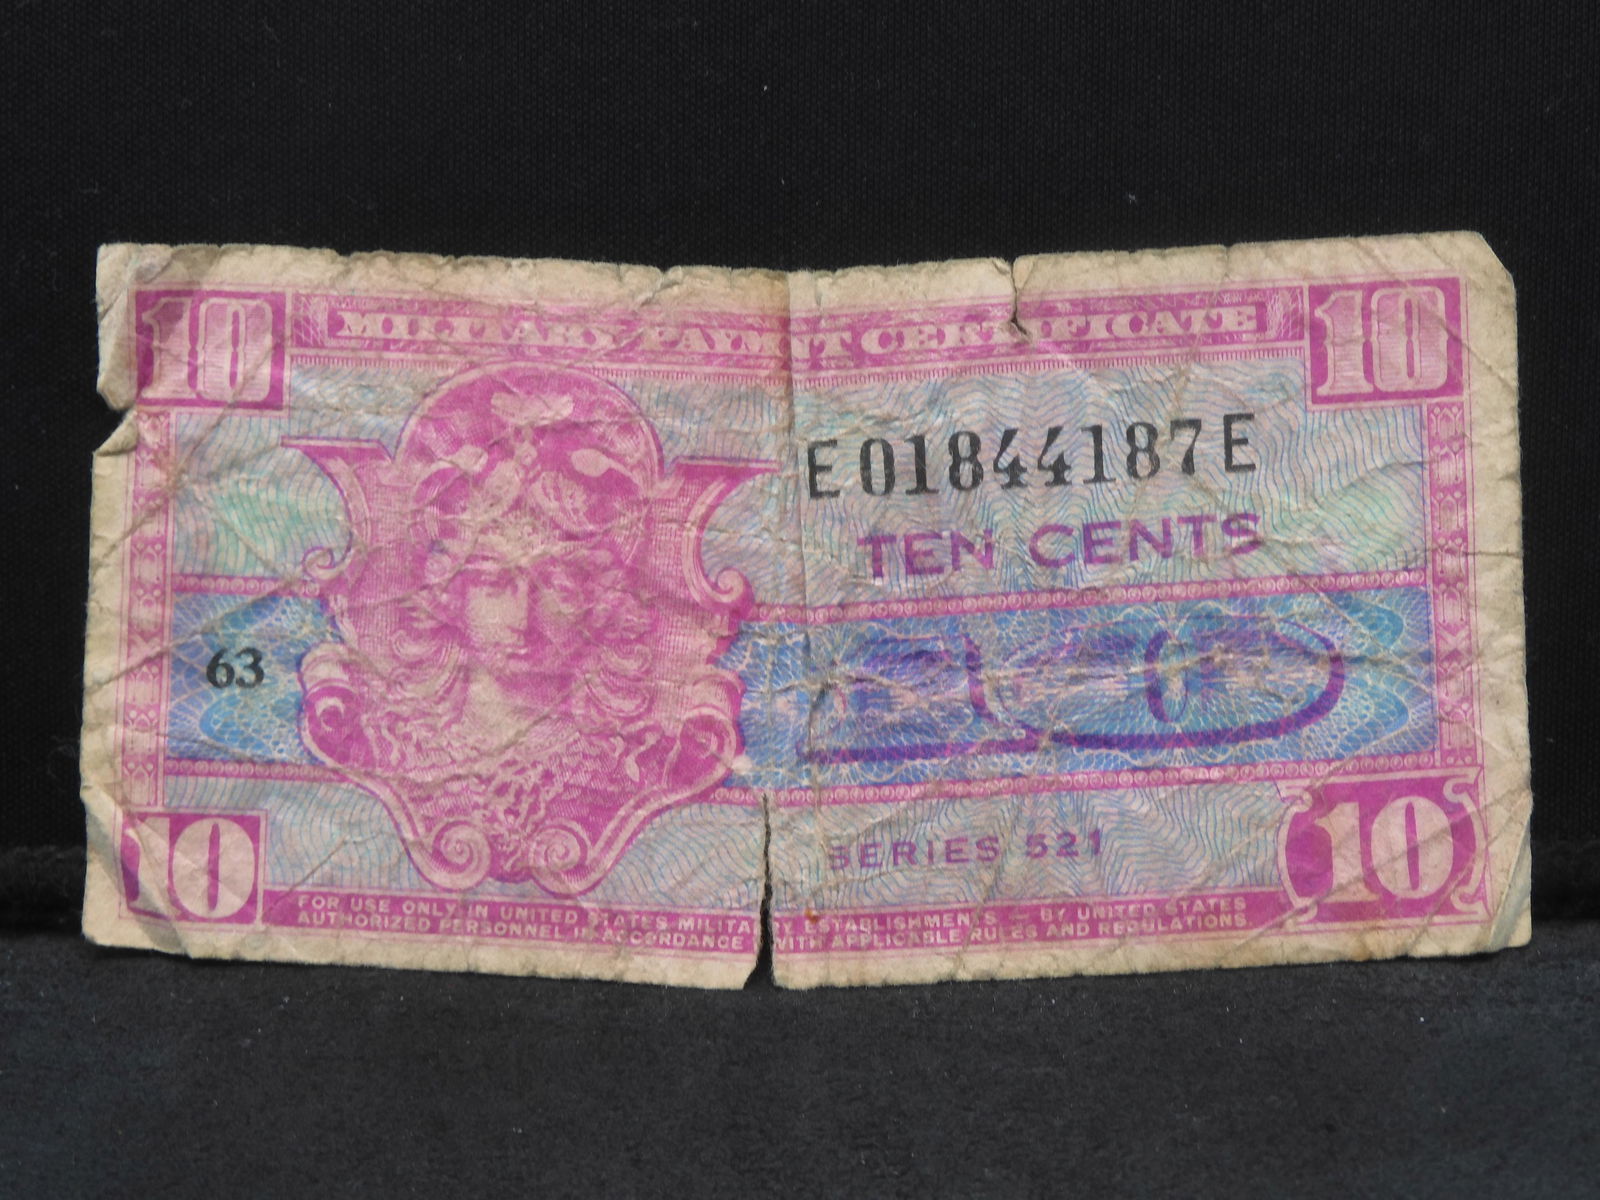 10 MILITARY PAYMENT CERTIFICATE 10
E01844187E
TEN CENTS
63
10
SERIES 521
10 10
FOR USE ONLY IN UNITED STATES MILITARY ESTABLISHMENTS — BY UNITED STATES
AUTHORIZED PERSONNEL IN ACCORDANCE WITH APPLICABLE RULES AND REGULATIONS